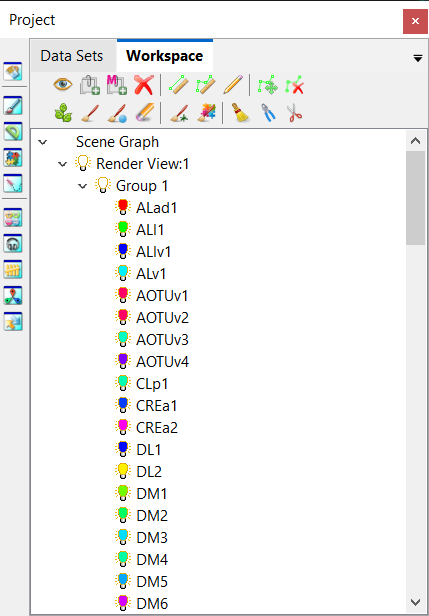 Project
Data Sets Workspace
Scene Graph
Render View:1
Group 1
ALad1
ALl1
ALlv1
ALv1
AOTUv1
AOTUv2
AOTUv3
AOTUv4
CLp1
CREa1
CREa2
DL1
DL2
DM1
DM2
DM3
DM4
DM5
DM6